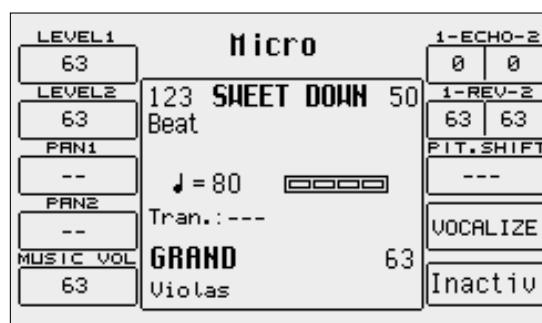 LEVEL1
63
LEVEL2
63
PAN1
--
PAN2
--
MUSIC VOL
63
Micro
123 SWEET DOWN 50
Beat
♩=80
Tran.:---
GRAND 63
Violas
1-ECHO-2
0 0
1-REV-2
63 63
PIT.SHIFT
---
VOCALIZE
Inactiv